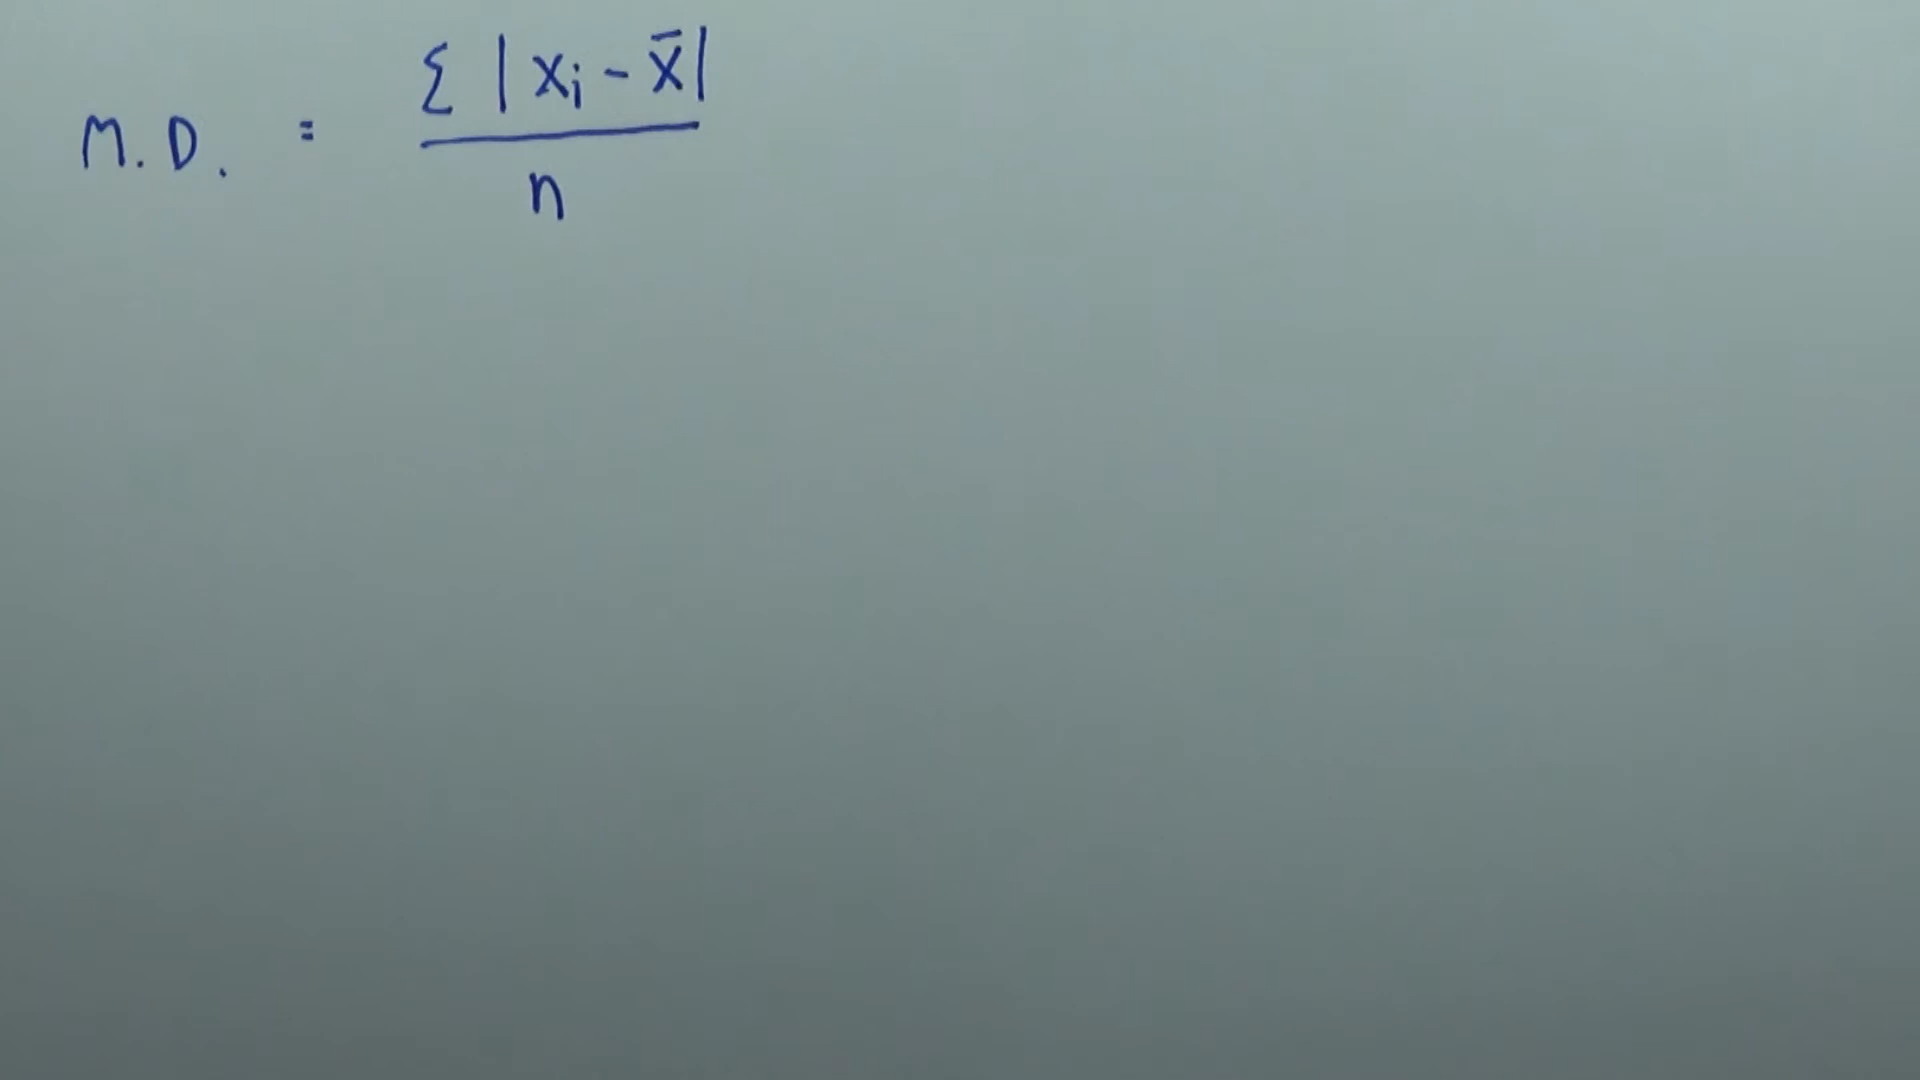 M.D. = Σ |xᵢ - x̄| / n